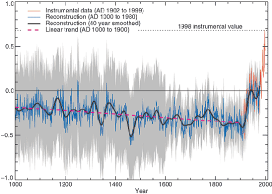 1.0
Instrumental data (AD 1902 to 1999)
Reconstruction (AD 1000 to 1980)
Reconstruction (40 year smoothed)
Linear trend (AD 1000 to 1900)
1998 instrumental value
0.5
0.0
-0.5
-1.0
1000 1200 1400 1600 1800 2000
Year